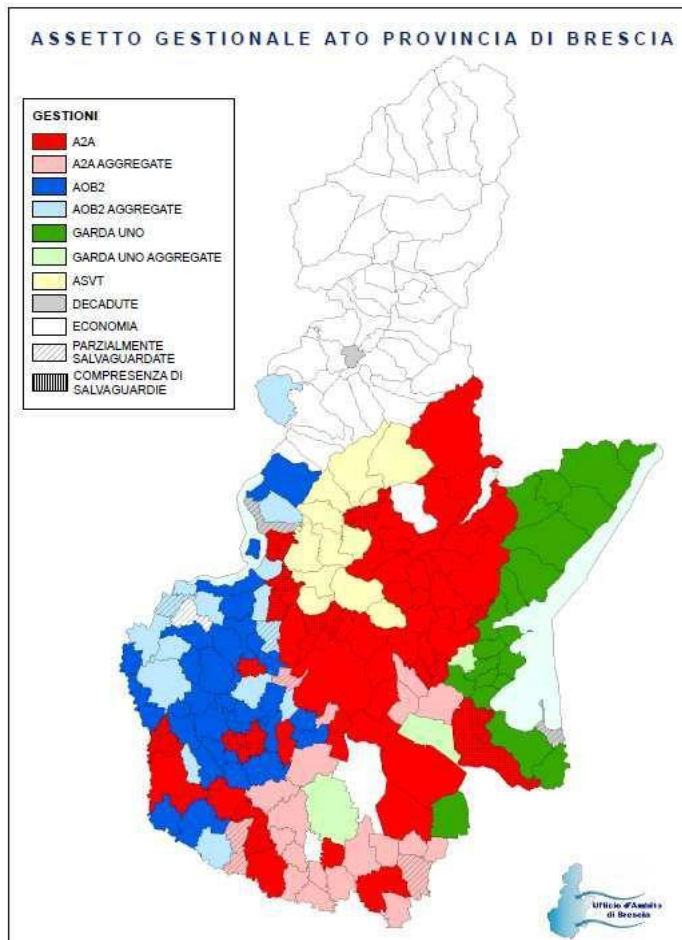 ASSETTO GESTIONALE ATO PROVINCIA DI BRESCIA
GESTIONI
A2A
A2A AGGREGATE
AOB2
AOB2 AGGREGATE
GARDA UNO
GARDA UNO AGGREGATE
ASVT
DECADUTE
ECONOMIA
PARZIALMENTE
SALVAGUARDATE
COMPRESENZA DI
SALVAGUARDIE
Ufficio d'Ambito
di Brescia